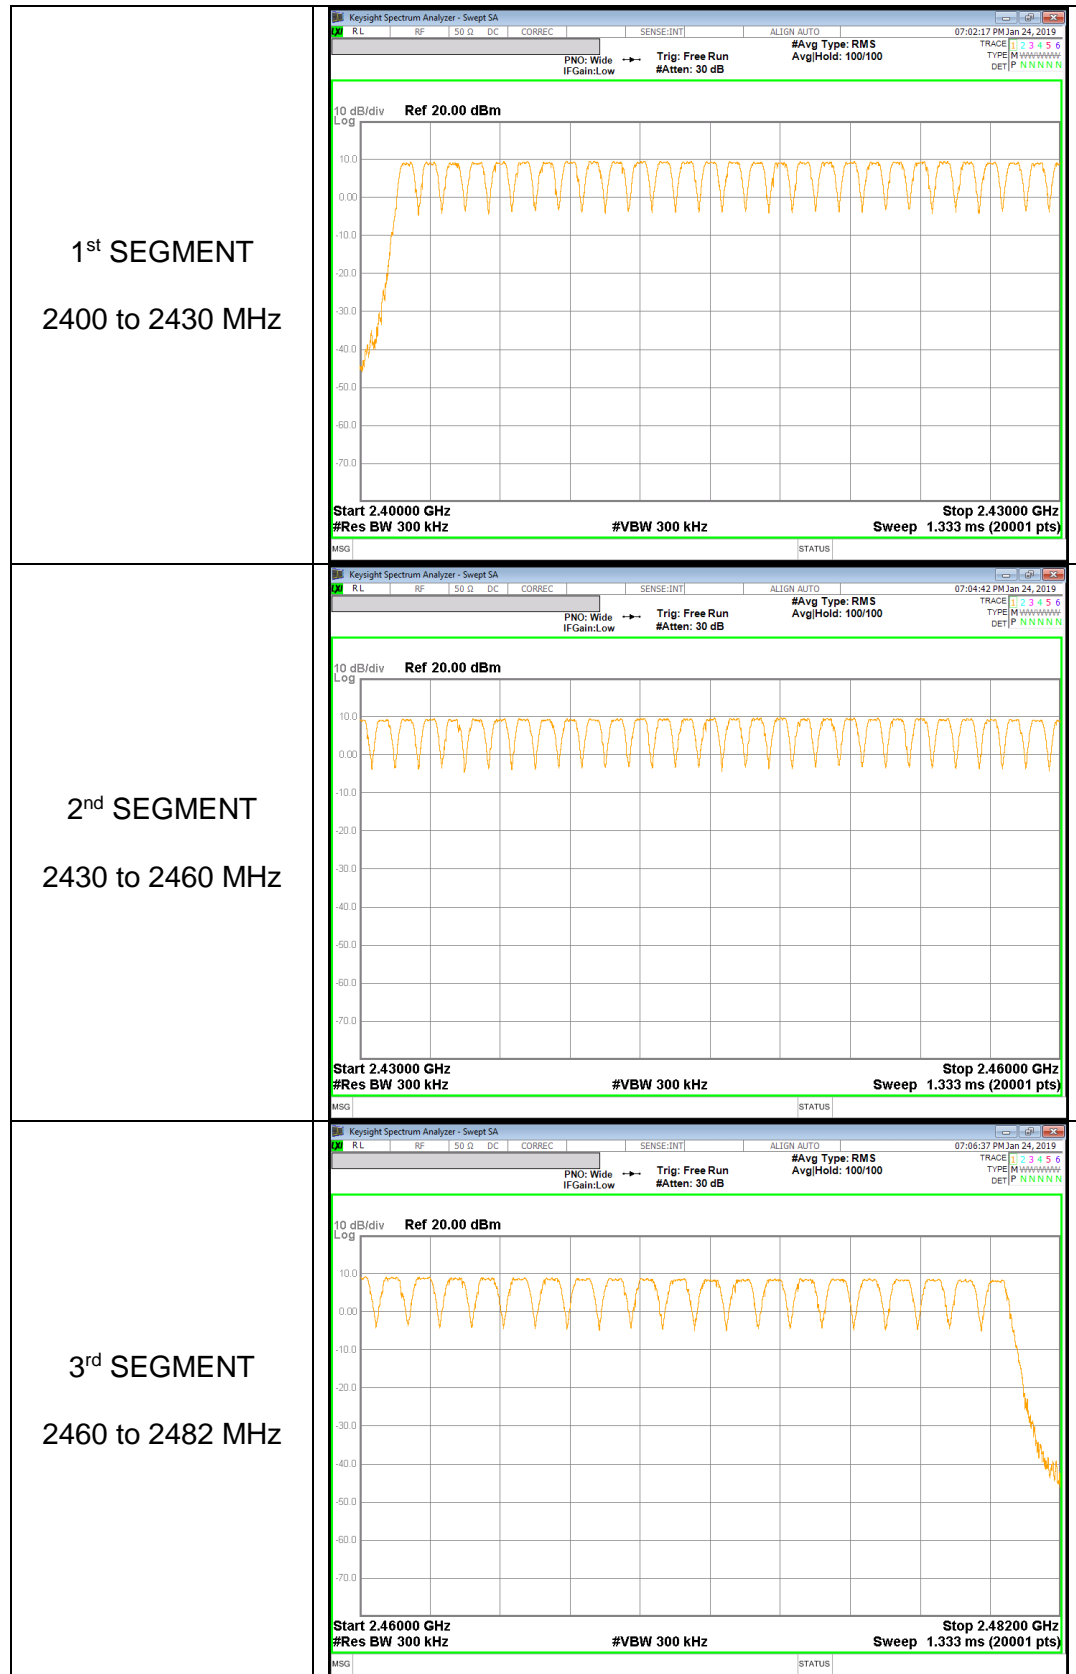 1st SEGMENT
2400 to 2430 MHz
Keysight Spectrum Analyzer - Swept SA
LXI RL RF 50 Ω DC CORREC SENSE:INT ALIGN AUTO 07:02:17 PM Jan 24, 2019
#Avg Type: RMS TRACE 1 2 3 4 5 6
PNO: Wide Trig: Free Run Avg|Hold: 100/100 TYPE M WWWWW
IFGain:Low #Atten: 30 dB DET P N N N N N
10 dB/div Ref 20.00 dBm
Log
10.0
0.00
-10.0
-20.0
-30.0
-40.0
-50.0
-60.0
-70.0
Start 2.40000 GHz Stop 2.43000 GHz
#Res BW 300 kHz #VBW 300 kHz Sweep 1.333 ms (20001 pts)
MSG STATUS
2nd SEGMENT
2430 to 2460 MHz
Keysight Spectrum Analyzer - Swept SA
LXI RL RF 50 Ω DC CORREC SENSE:INT ALIGN AUTO 07:04:42 PM Jan 24, 2019
#Avg Type: RMS TRACE 1 2 3 4 5 6
PNO: Wide Trig: Free Run Avg|Hold: 100/100 TYPE M WWWWW
IFGain:Low #Atten: 30 dB DET P N N N N N
10 dB/div Ref 20.00 dBm
Log
10.0
0.00
-10.0
-20.0
-30.0
-40.0
-50.0
-60.0
-70.0
Start 2.43000 GHz Stop 2.46000 GHz
#Res BW 300 kHz #VBW 300 kHz Sweep 1.333 ms (20001 pts)
MSG STATUS
3rd SEGMENT
2460 to 2482 MHz
Keysight Spectrum Analyzer - Swept SA
LXI RL RF 50 Ω DC CORREC SENSE:INT ALIGN AUTO 07:06:37 PM Jan 24, 2019
#Avg Type: RMS TRACE 1 2 3 4 5 6
PNO: Wide Trig: Free Run Avg|Hold: 100/100 TYPE M WWWWW
IFGain:Low #Atten: 30 dB DET P N N N N N
10 dB/div Ref 20.00 dBm
Log
10.0
0.00
-10.0
-20.0
-30.0
-40.0
-50.0
-60.0
-70.0
Start 2.46000 GHz Stop 2.48200 GHz
#Res BW 300 kHz #VBW 300 kHz Sweep 1.333 ms (20001 pts)
MSG STATUS